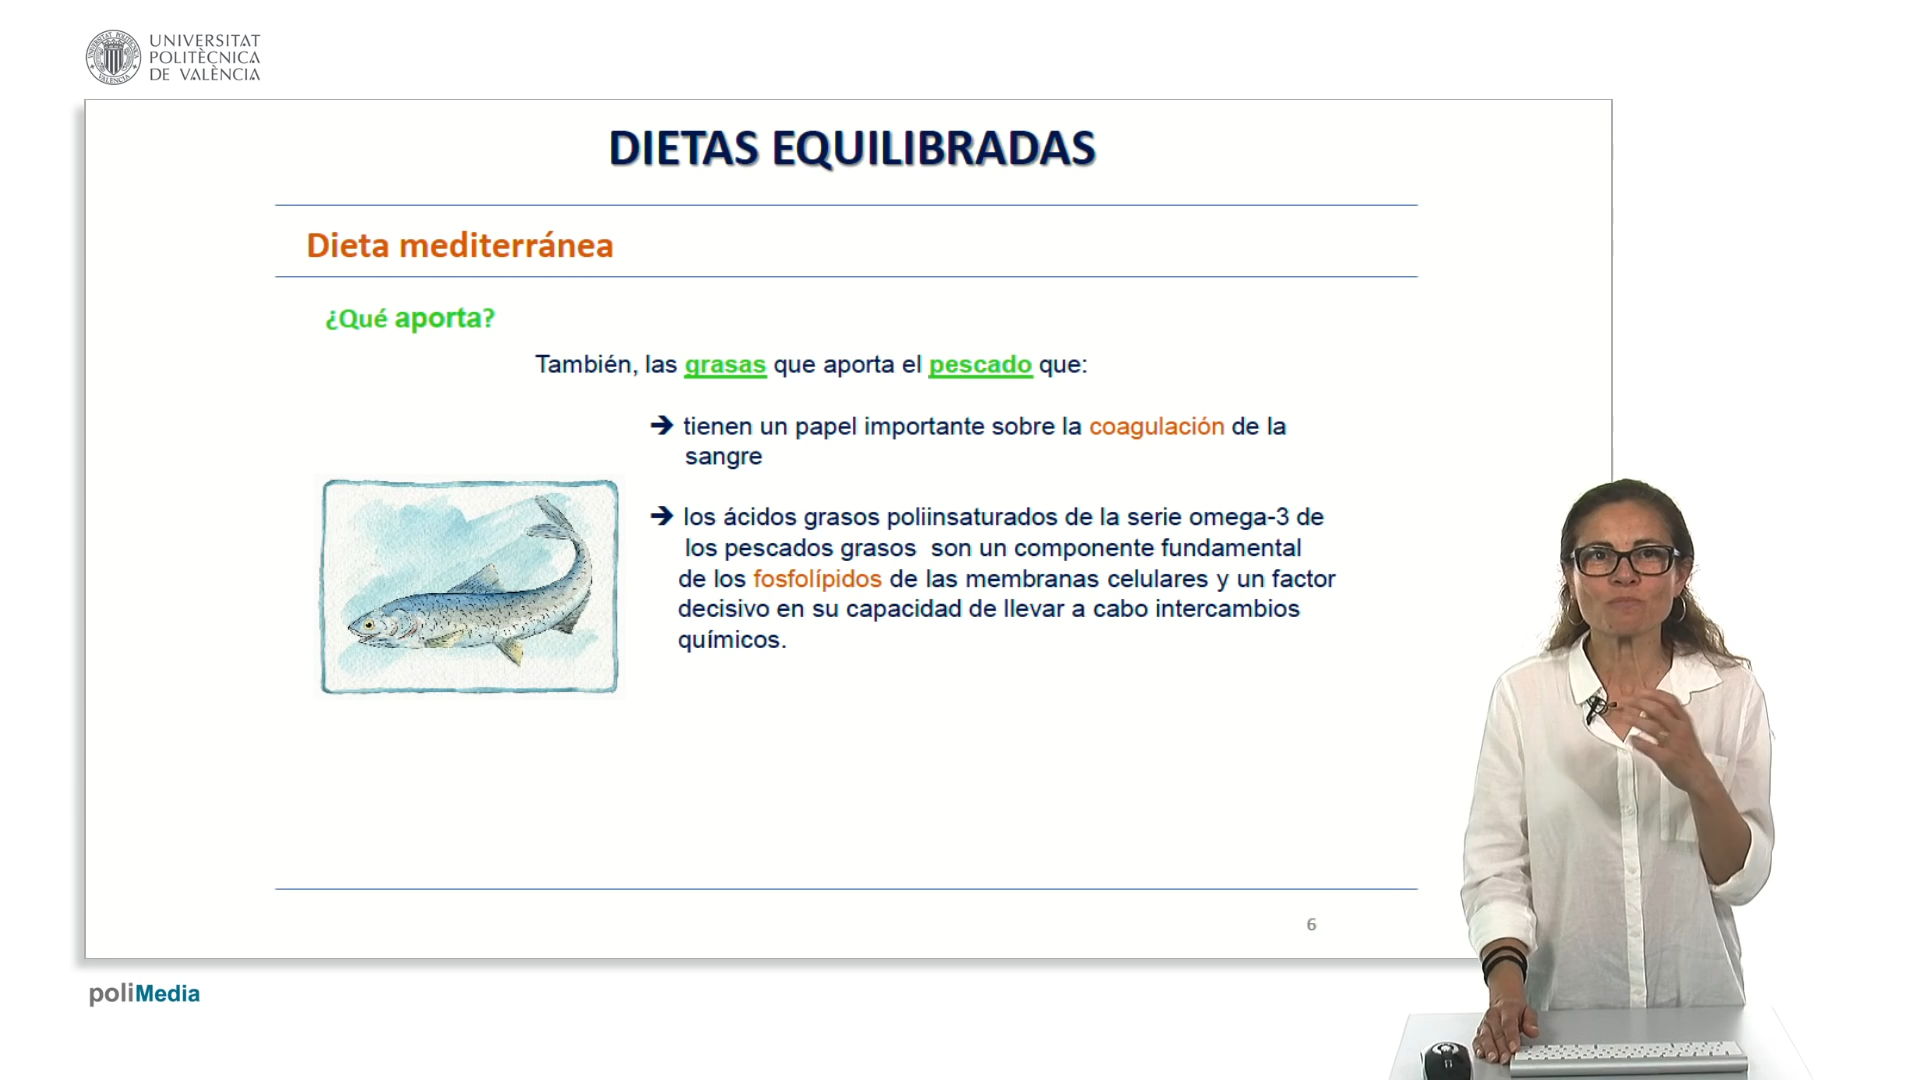 UNIVERSITAT
POLITÈCNICA
DE VALÈNCIA
DIETAS EQUILIBRADAS
Dieta mediterránea
¿Qué aporta?
También, las grasas que aporta el pescado que:
➔ tienen un papel importante sobre la coagulación de la
sangre
➔ los ácidos grasos poliinsaturados de la serie omega-3 de
los pescados grasos son un componente fundamental
de los fosfolípidos de las membranas celulares y un factor
decisivo en su capacidad de llevar a cabo intercambios
químicos.
6
poliMedia